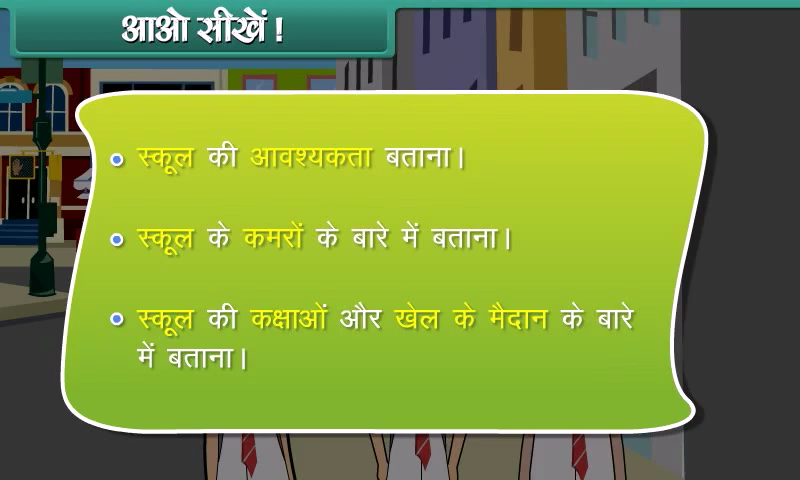 आओ सीखें!
स्कूल की आवश्यकता बताना।
स्कूल के कमरों के बारे में बताना।
स्कूल की कक्षाओं और खेल के मैदान के बारे
में बताना।